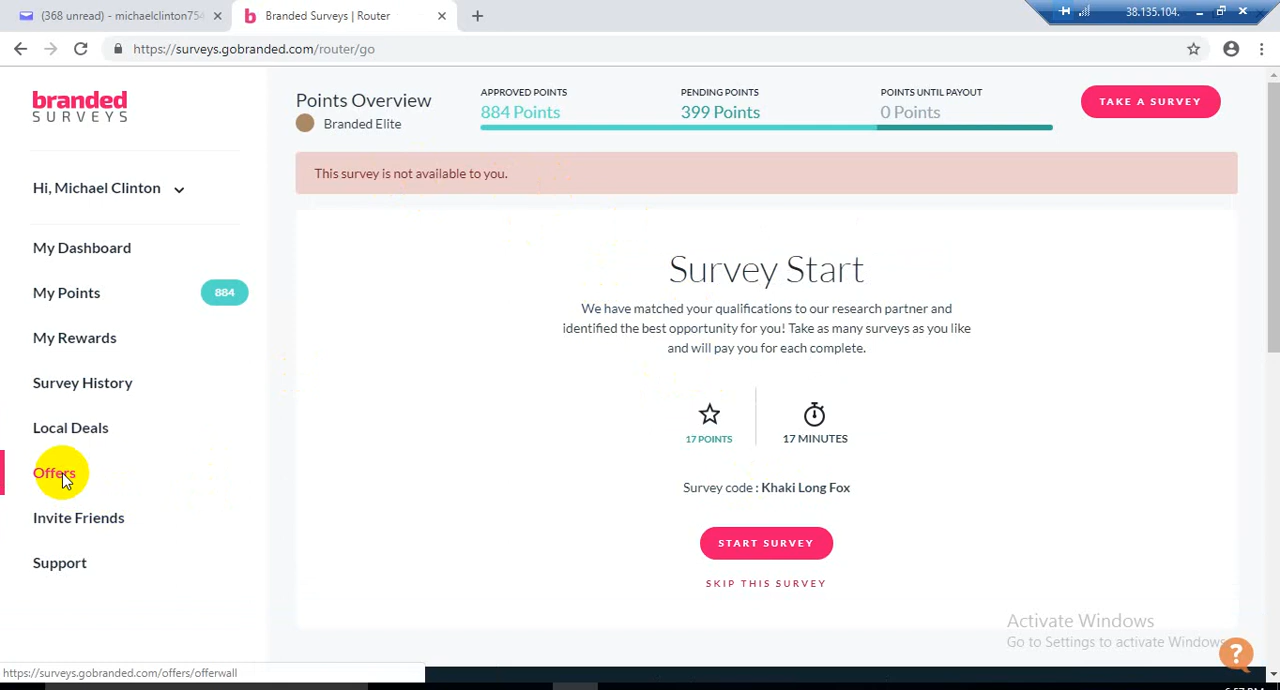 (368 unread) - michaelclinton754
Branded Surveys | Router
38.135.104.
https://surveys.gobranded.com/router/go
branded
SURVEYS
Hi, Michael Clinton
My Dashboard
My Points
884
My Rewards
Survey History
Local Deals
Offers
Invite Friends
Support
Points Overview
Branded Elite
APPROVED POINTS
884 Points
PENDING POINTS
399 Points
POINTS UNTIL PAYOUT
0 Points
TAKE A SURVEY
This survey is not available to you.
Survey Start
We have matched your qualifications to our research partner and
identified the best opportunity for you! Take as many surveys as you like
and will pay you for each complete.
17 POINTS
17 MINUTES
Survey code : Khaki Long Fox
START SURVEY
SKIP THIS SURVEY
Activate Windows
Go to Settings to activate Windows.
?
https://surveys.gobranded.com/offers/offerwall